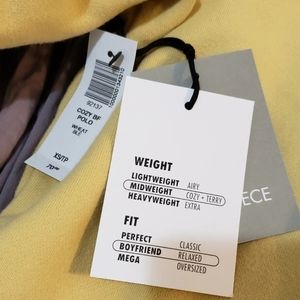 92137
COZY BF
POLO
WHEAT
XS/TP
WEIGHT
LIGHTWEIGHT AIRY
MIDWEIGHT COZY + TERRY
HEAVYWEIGHT EXTRA
FIT
PERFECT CLASSIC
BOYFRIEND RELAXED
MEGA OVERSIZED
ECE